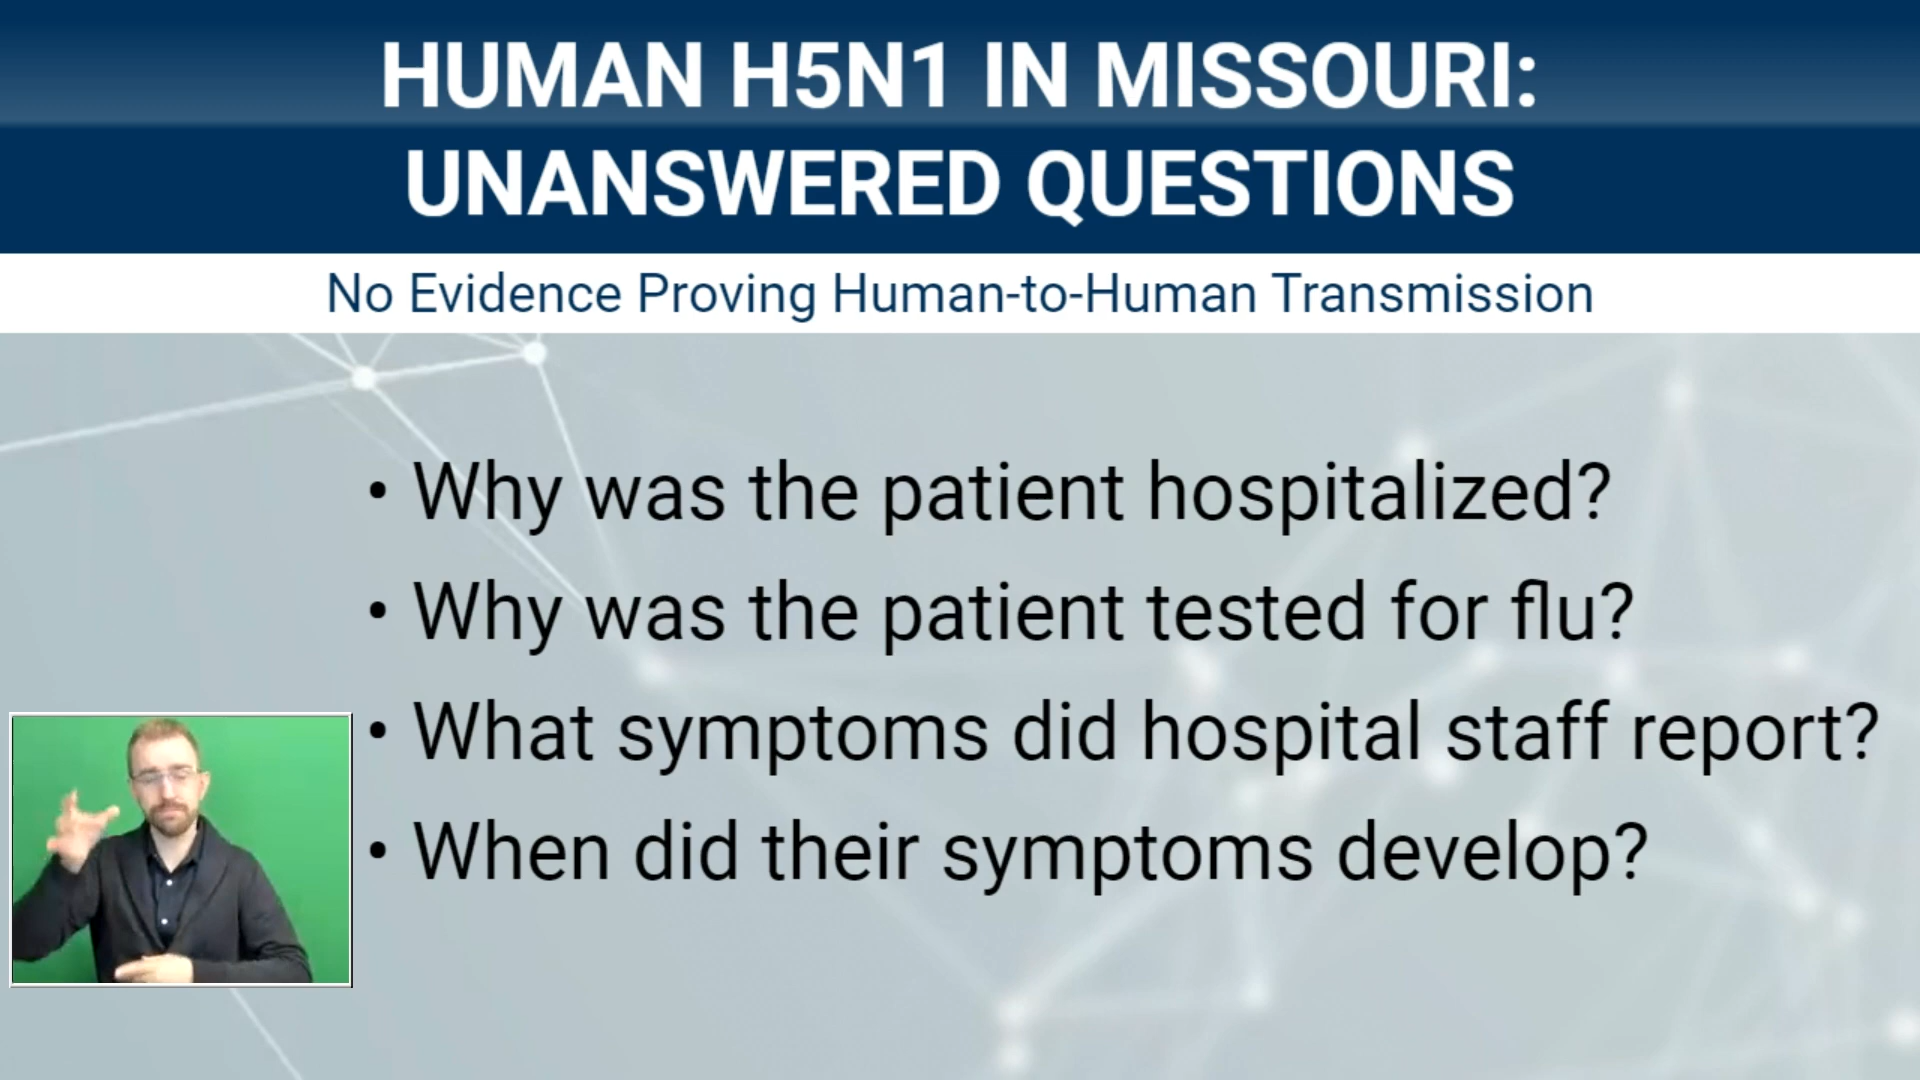 HUMAN H5N1 IN MISSOURI:
UNANSWERED QUESTIONS
No Evidence Proving Human-to-Human Transmission
• Why was the patient hospitalized?
• Why was the patient tested for flu?
• What symptoms did hospital staff report?
• When did their symptoms develop?